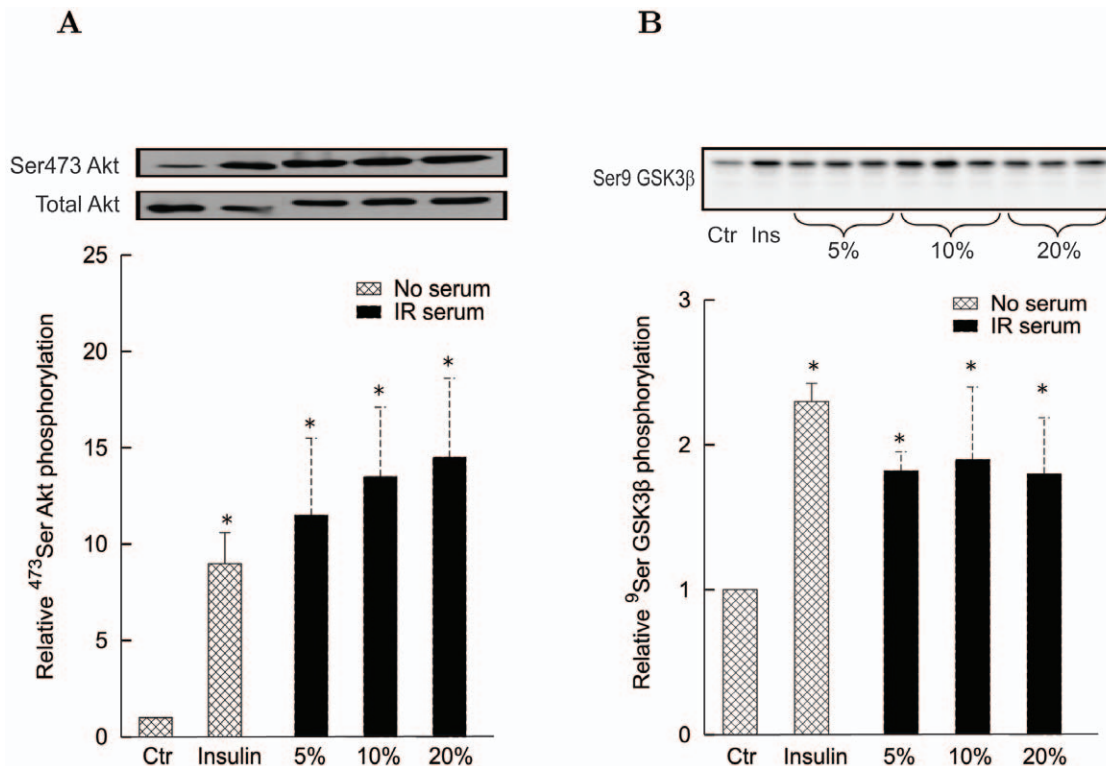 A
Ser473 Akt
Total Akt
25
20
15
10
5
0
Relative ⁴⁷³Ser Akt phosphorylation
No serum
IR serum
*
*
*
*
Ctr Insulin 5% 10% 20%
B
Ser9 GSK3β
Ctr Ins 5% 10% 20%
3
2
1
0
Relative ⁹Ser GSK3β phosphorylation
No serum
IR serum
*
*
*
*
Ctr Insulin 5% 10% 20%